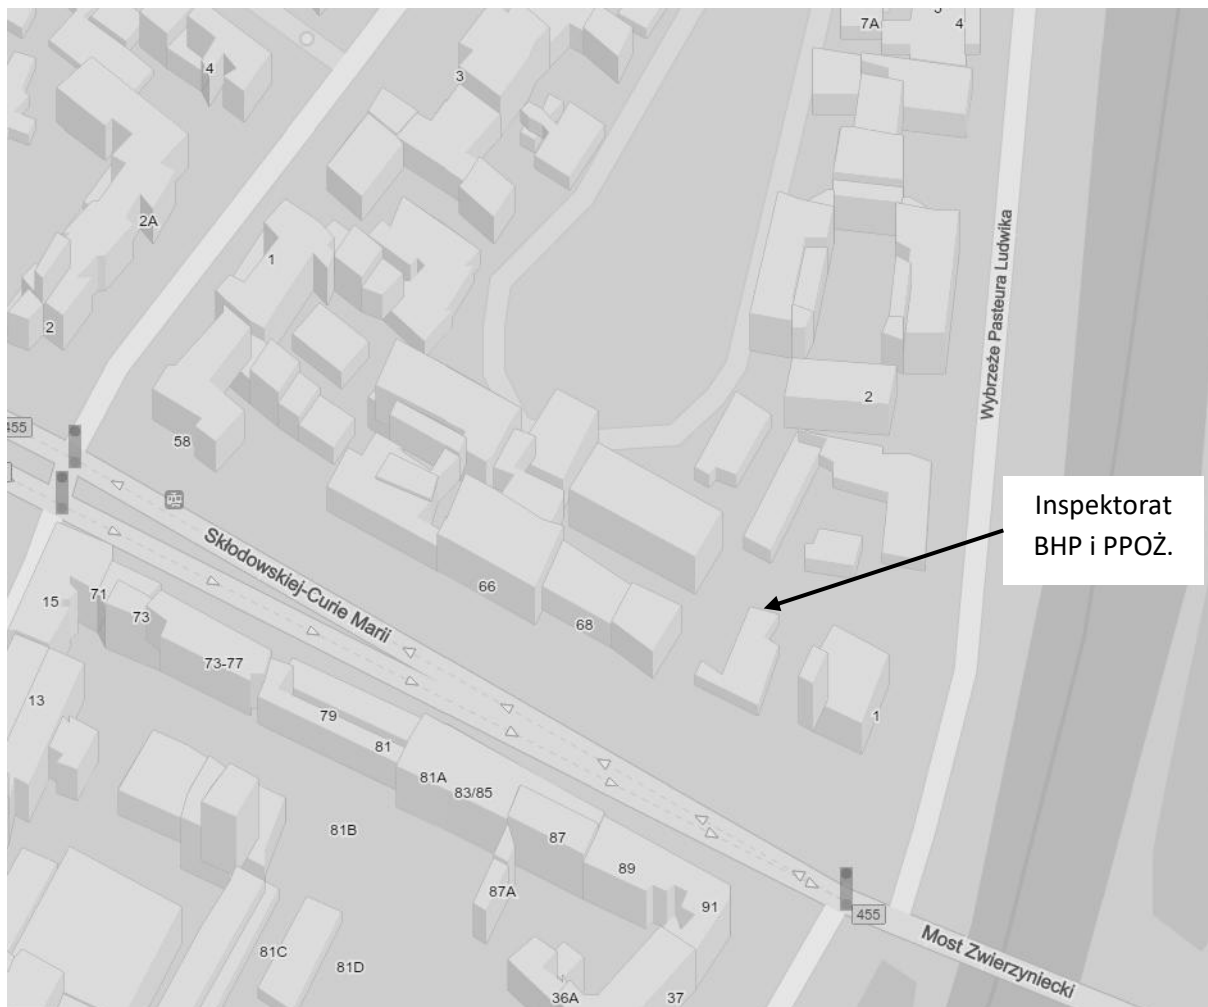 7A
4
3
4
2A
1
2
Wybrzeże Pasteura Ludwika
2
58
455
Inspektorat
BHP i PPOŻ.
Skłodowskiej-Curie Marii
66
68
15
71
73
73-77
13
79
81
1
81A
83/85
81B
87
89
87A
91
455
Most Zwierzyniecki
81C
81D
36A
37